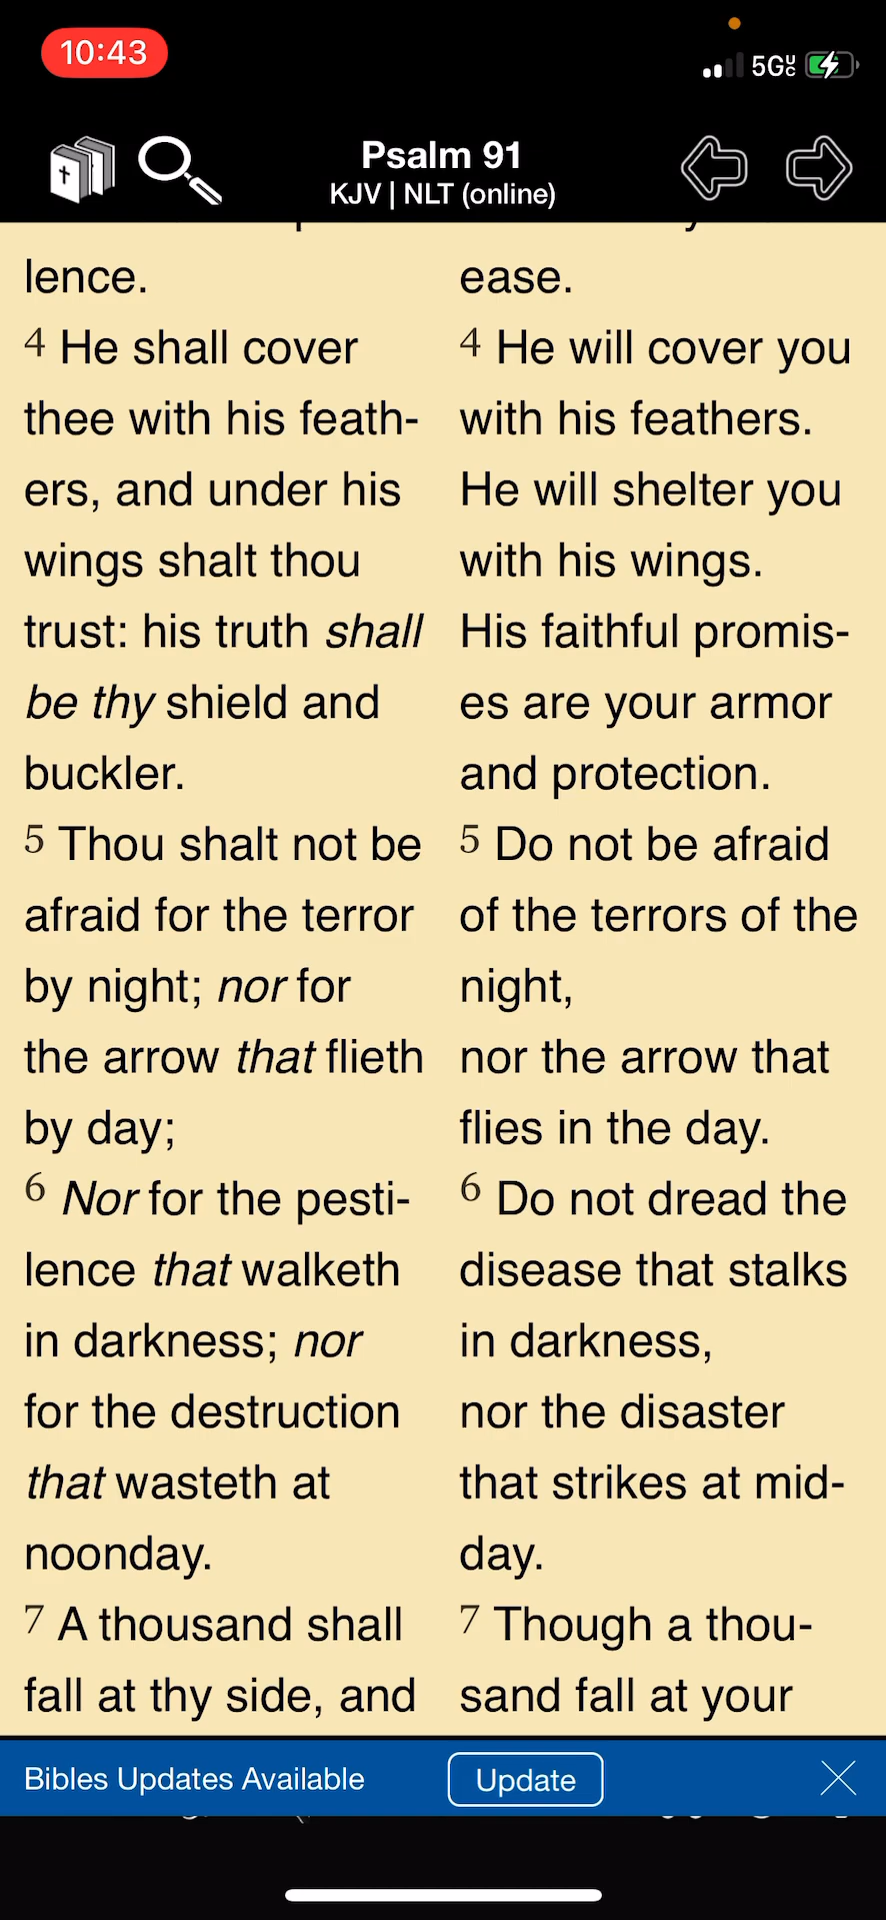 10:43
5G UC
Psalm 91
KJV | NLT (online)
lence.
4 He shall cover
thee with his feath-
ers, and under his
wings shalt thou
trust: his truth shall
be thy shield and
buckler.
5 Thou shalt not be
afraid for the terror
by night; nor for
the arrow that flieth
by day;
6 Nor for the pesti-
lence that walketh
in darkness; nor
for the destruction
that wasteth at
noonday.
7 A thousand shall
fall at thy side, and
ease.
4 He will cover you
with his feathers.
He will shelter you
with his wings.
His faithful promis-
es are your armor
and protection.
5 Do not be afraid
of the terrors of the
night,
nor the arrow that
flies in the day.
6 Do not dread the
disease that stalks
in darkness,
nor the disaster
that strikes at mid-
day.
7 Though a thou-
sand fall at your
Bibles Updates Available
Update